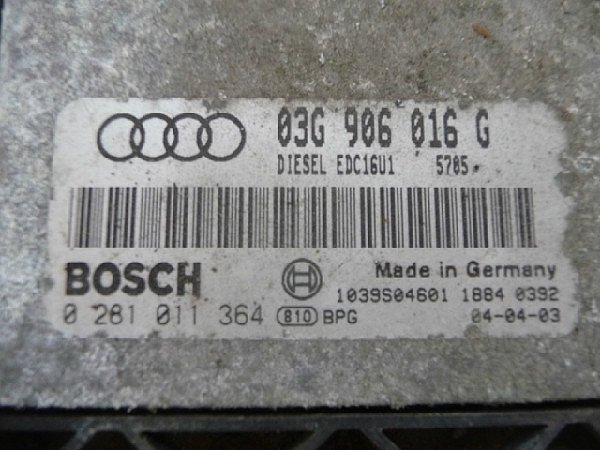 03G 906 016 G
DIESEL EDC16U1 5705
BOSCH
Made in Germany
1039S04601 1884 0392
0 281 011 364 810 BPG 04-04-03